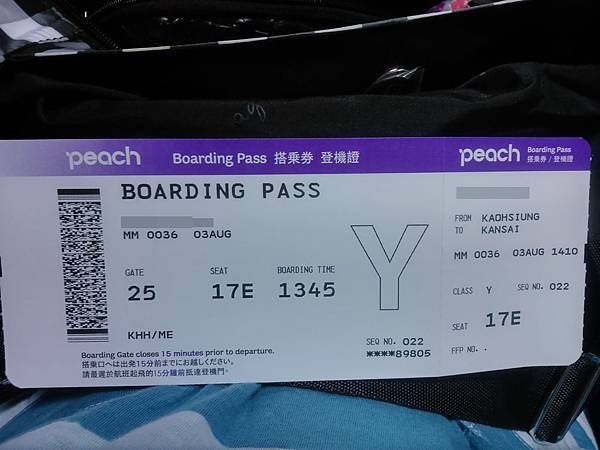 peach Boarding Pass 搭乗券 登機證
BOARDING PASS
MM 0036 03AUG
GATE SEAT BOARDING TIME
25 17E 1345
Y
KHH/ME
SEQ NO. 022
****89805
Boarding Gate closes 15 minutes prior to departure.
搭乗口へは出発15分前までにお越しください。
請最遲於航班起飛的15分鐘前抵達登機門。
peach Boarding Pass
搭乗券 / 登機證
FROM KAOHSIUNG
TO KANSAI
MM 0036 03AUG 1410
CLASS Y SEQ NO. 022
SEAT 17E
FFP NO. .